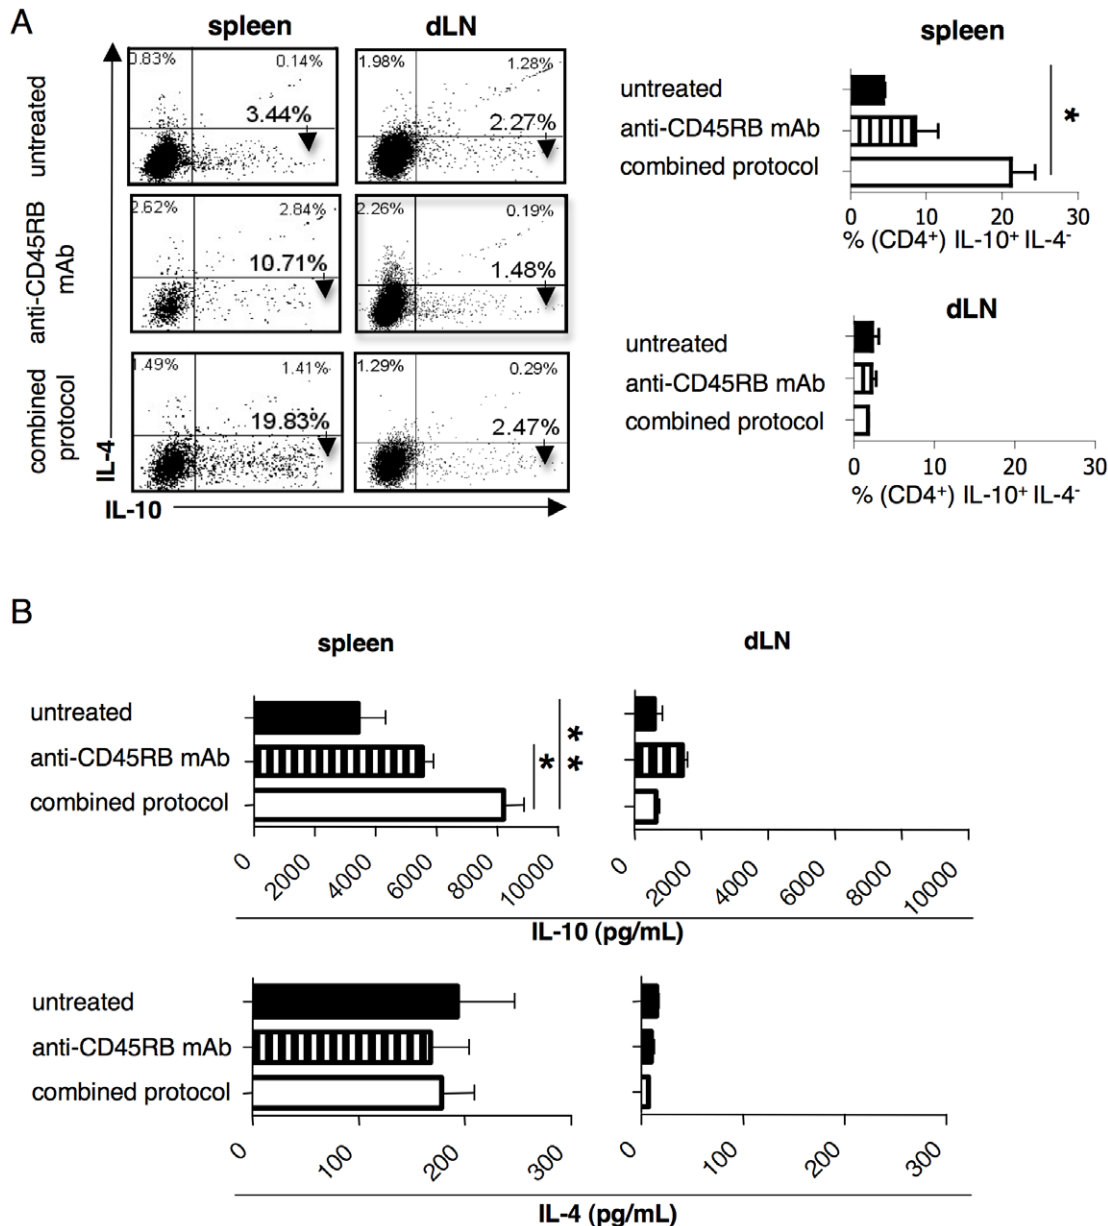 A
spleen
dLN
untreated
0.83%
0.14%
3.44%
1.98%
1.28%
2.27%
anti-CD45RB
mAb
2.62%
2.84%
10.71%
2.26%
0.19%
1.48%
combined
protocol
1.49%
1.41%
19.83%
1.29%
0.29%
2.47%
IL-4
IL-10
spleen
untreated
anti-CD45RB mAb
combined protocol
*
0 10 20 30
% (CD4⁺) IL-10⁺ IL-4⁻
dLN
untreated
anti-CD45RB mAb
combined protocol
0 10 20 30
% (CD4⁺) IL-10⁺ IL-4⁻
B
spleen
dLN
untreated
anti-CD45RB mAb
combined protocol
*
**
0 2000 4000 6000 8000 10000
0 2000 4000 6000 8000 10000
IL-10 (pg/mL)
untreated
anti-CD45RB mAb
combined protocol
0 100 200 300
0 100 200 300
IL-4 (pg/mL)